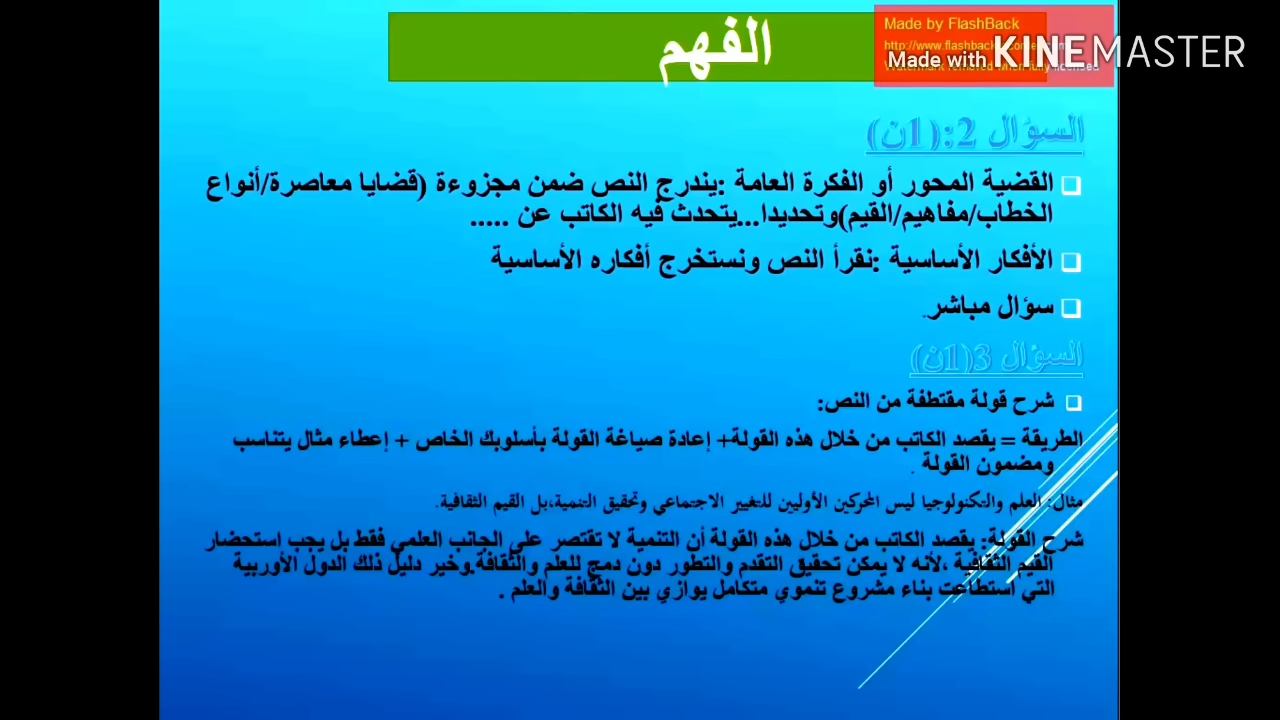 الفهم
Made by FlashBack
Made with KINEMASTER
السؤال 2:(1ن)
القضية المحور أو الفكرة العامة :يندرج النص ضمن مجزوءة (قضايا معاصرة/أنواع
الخطاب/مفاهيم/القيم)وتحديدا...يتحدث فيه الكاتب عن .....
الأفكار الأساسية :نقرأ النص ونستخرج أفكاره الأساسية
سؤال مباشر.
السؤال 3(1ن)
شرح قولة مقتطفة من النص:
الطريقة = يقصد الكاتب من خلال هذه القولة+ إعادة صياغة القولة بأسلوبك الخاص + إعطاء مثال يتناسب
ومضمون القولة .
مثال: العلم والتكنولوجيا ليس المحركين الأوليين للتغيير الاجتماعي وتحقيق التنمية،بل القيم الثقافية.
شرح القولة: يقصد الكاتب من خلال هذه القولة أن التنمية لا تقتصر على الجانب العلمي فقط بل يجب استحضار
القيم الثقافية ،لأنه لا يمكن تحقيق التقدم والتطور دون دمج للعلم والثقافة.وخير دليل ذلك الدول الأوربية
التي استطاعت بناء مشروع تنموي متكامل يوازي بين الثقافة والعلم .